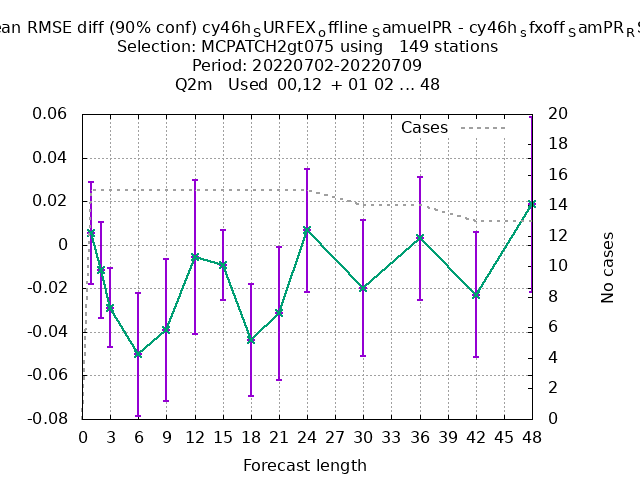 ean RMSE diff (90% conf) cy46h_SURFEX_offline_SamuelPR - cy46h_sfxoff_SamPR_RS
Selection: MCPATCH2gt075 using 149 stations
Period: 20220702-20220709
Q2m Used 00,12 + 01 02 ... 48
Cases
0.06
0.04
0.02
0
-0.02
-0.04
-0.06
-0.08
20
18
16
14
12
10
8
6
4
2
0
No cases
0 3 6 9 12 15 18 21 24 27 30 33 36 39 42 45 48
Forecast length